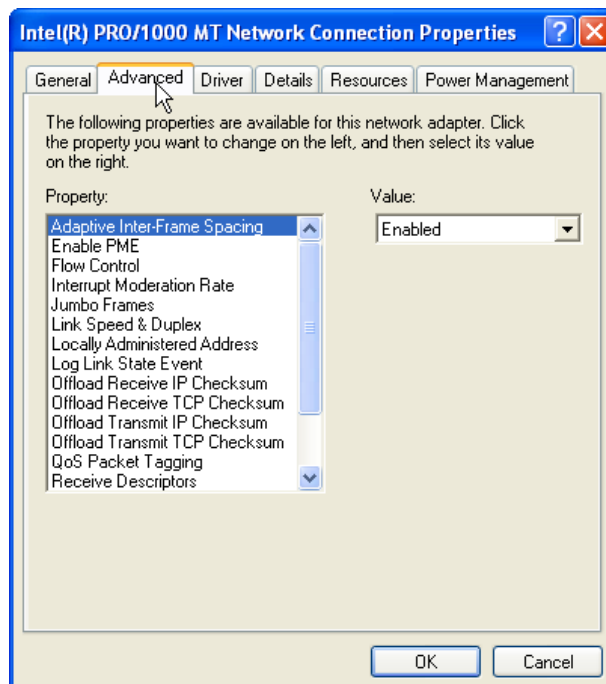 Intel(R) PRO/1000 MT Network Connection Properties
General Advanced Driver Details Resources Power Management
The following properties are available for this network adapter. Click
the property you want to change on the left, and then select its value
on the right.
Property:
Value:
Adaptive Inter-Frame Spacing
Enabled
Enable PME
Flow Control
Interrupt Moderation Rate
Jumbo Frames
Link Speed & Duplex
Locally Administered Address
Log Link State Event
Offload Receive IP Checksum
Offload Receive TCP Checksum
Offload Transmit IP Checksum
Offload Transmit TCP Checksum
QoS Packet Tagging
Receive Descriptors
OK
Cancel